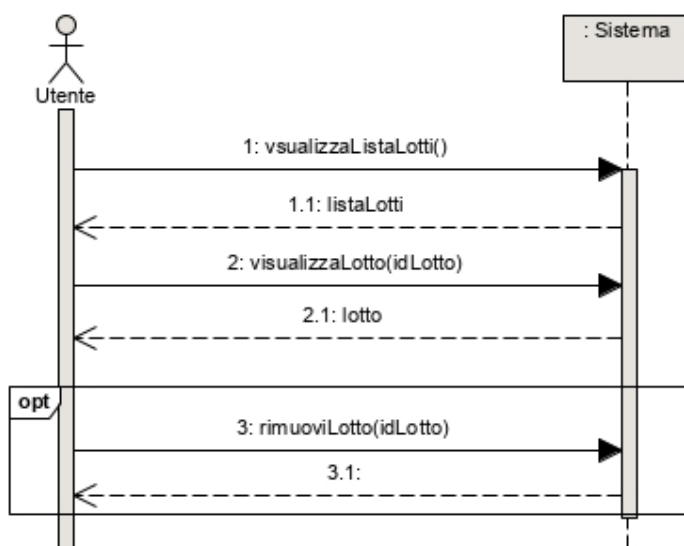 : Sistema
Utente
1: vsualizzaListaLotti()
1.1: listaLotti
2: visualizzaLotto(idLotto)
2.1: lotto
opt
3: rimuoviLotto(idLotto)
3.1: